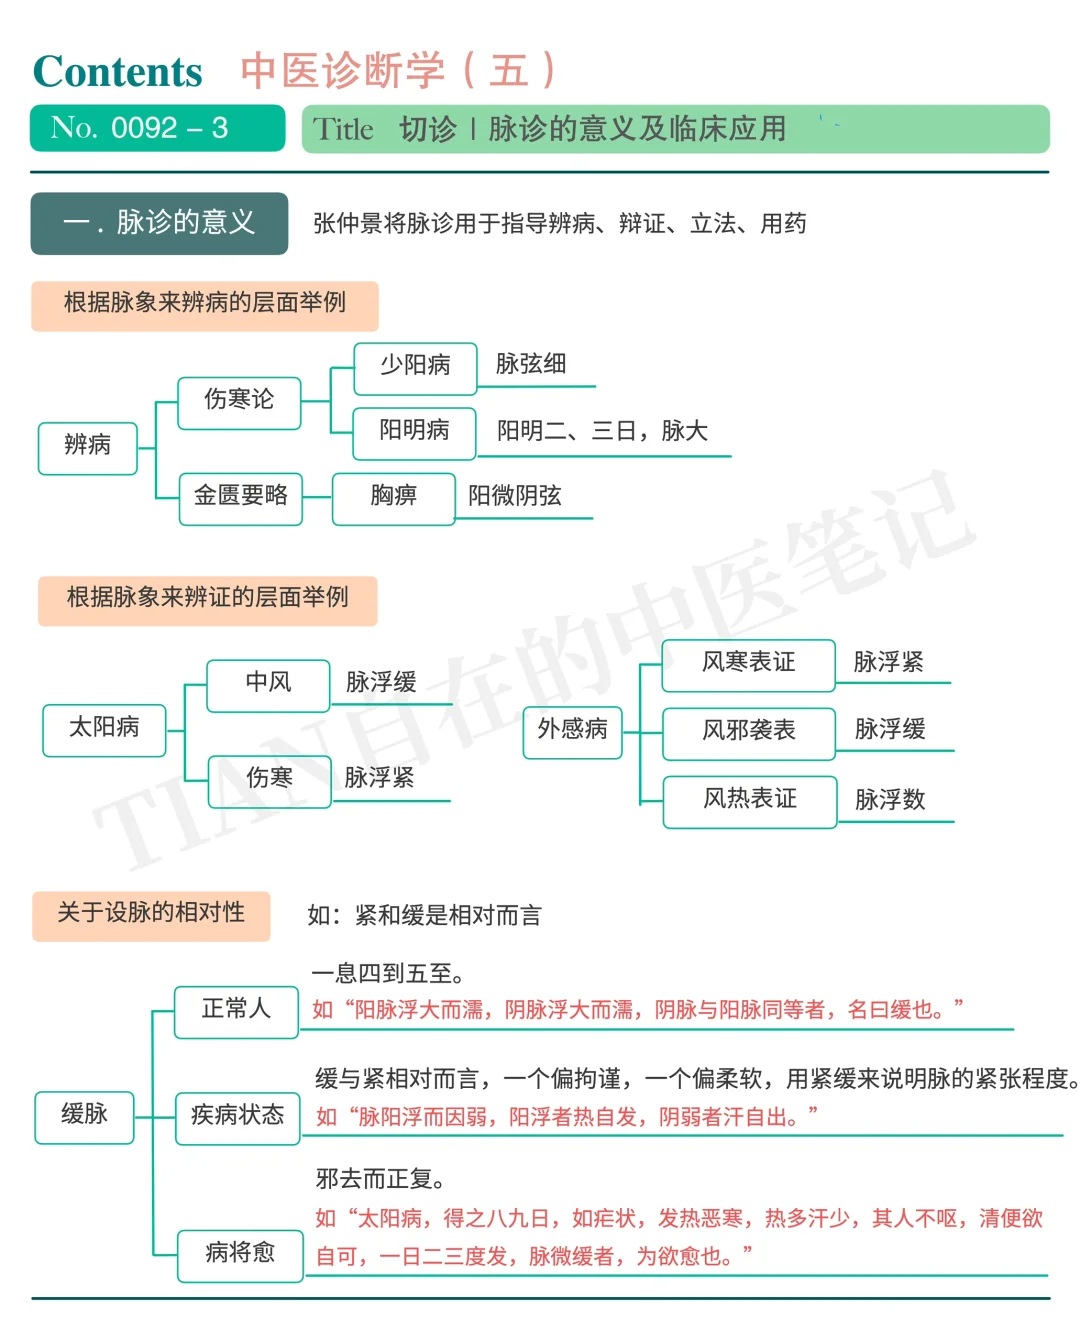 Contents 中医诊断学（五）
No. 0092 – 3
Title 切诊 | 脉诊的意义及临床应用
一 . 脉诊的意义
张仲景将脉诊用于指导辨病、辩证、立法、用药
根据脉象来辨病的层面举例
辨病
伤寒论
少阳病 脉弦细
阳明病 阳明二、三日，脉大
金匮要略
胸痹 阳微阴弦
根据脉象来辨证的层面举例
太阳病
中风 脉浮缓
伤寒 脉浮紧
外感病
风寒表证 脉浮紧
风邪袭表 脉浮缓
风热表证 脉浮数
关于设脉的相对性 如：紧和缓是相对而言
缓脉
正常人
一息四到五至。
如“阳脉浮大而濡，阴脉浮大而濡，阴脉与阳脉同等者，名曰缓也。”
疾病状态
缓与紧相对而言，一个偏拘谨，一个偏柔软，用紧缓来说明脉的紧张程度。
如“脉阳浮而因弱，阳浮者热自发，阴弱者汗自出。”
病将愈
邪去而正复。
如“太阳病，得之八九日，如疟状，发热恶寒，热多汗少，其人不呕，清便欲
自可，一日二三度发，脉微缓者，为欲愈也。”
TIAN自在的中医笔记